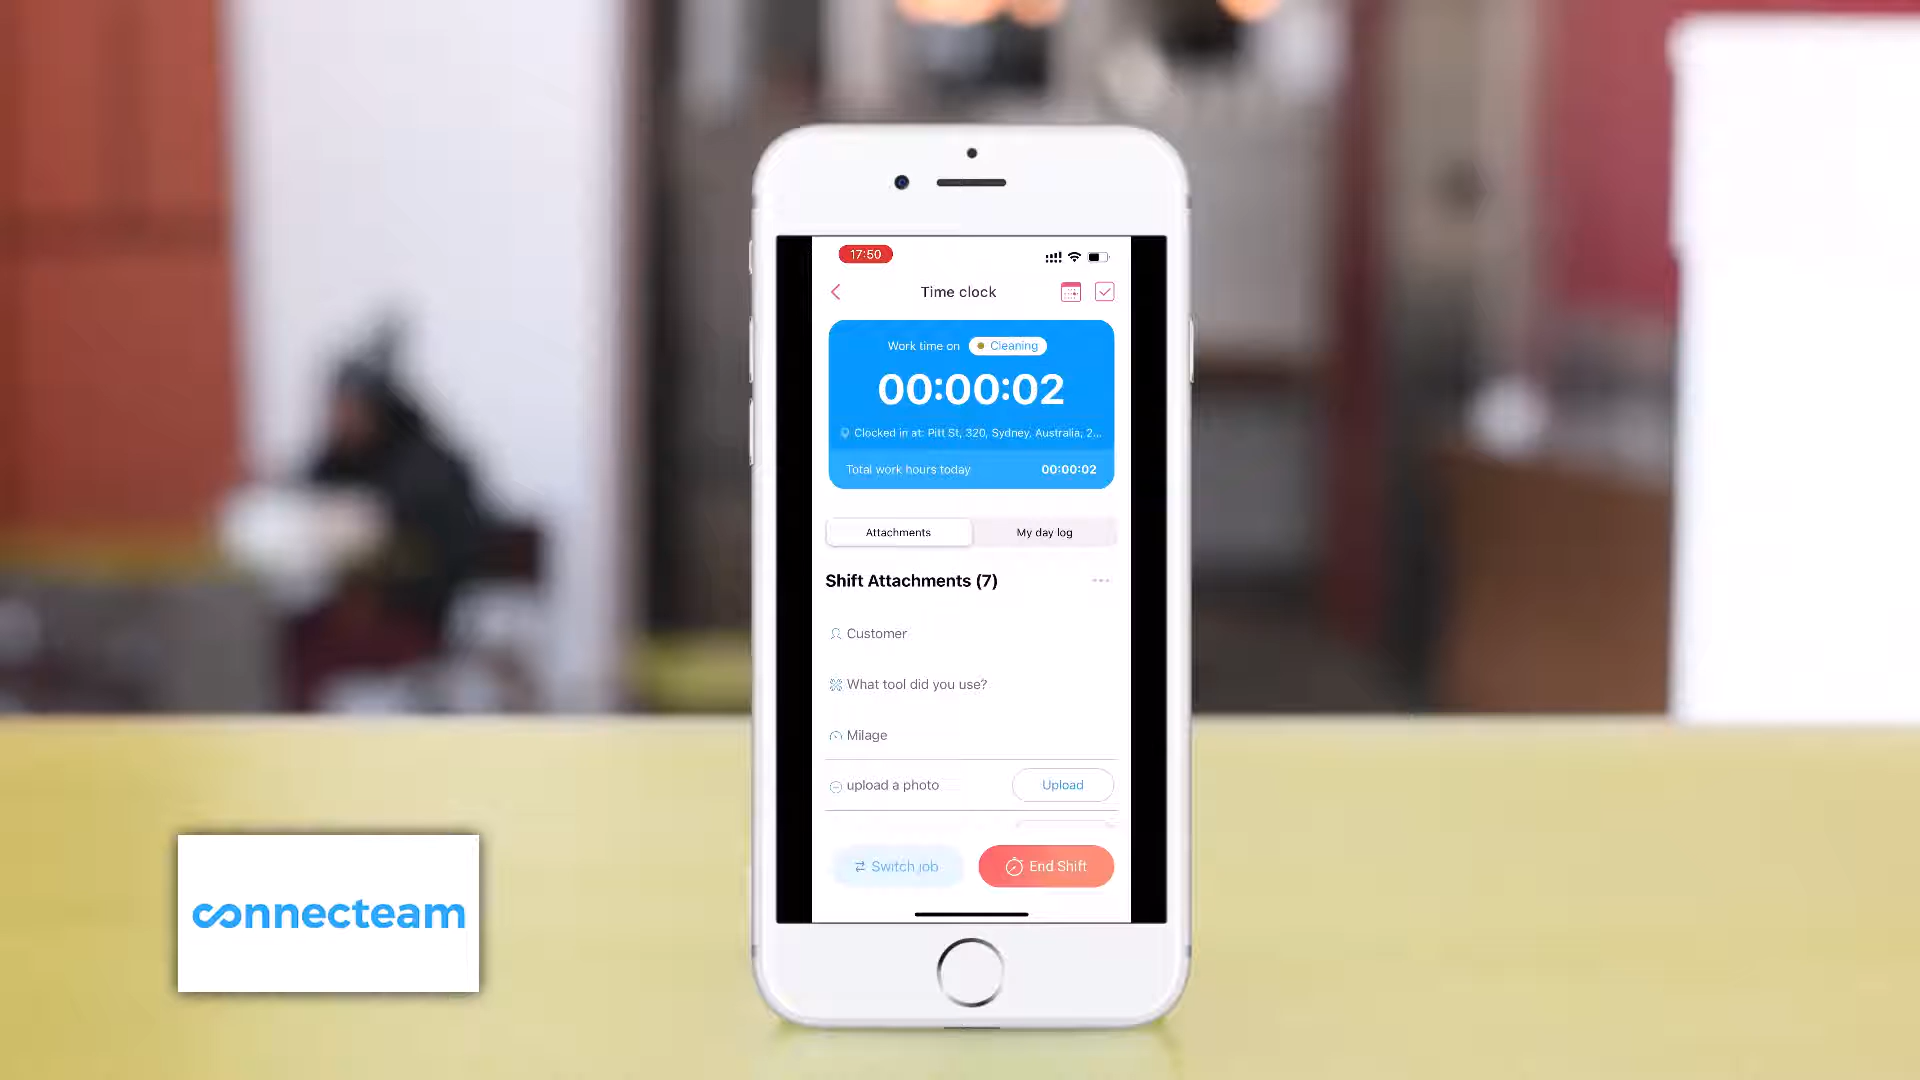 17:50
Time clock
Work time on Cleaning
00:00:02
Clocked in at: Pitt St, 320, Sydney, Australia, 2...
Total work hours today 00:00:02
Attachments My day log
Shift Attachments (7)
Customer
What tool did you use?
Milage
upload a photo Upload
Switch job End Shift
connecteam